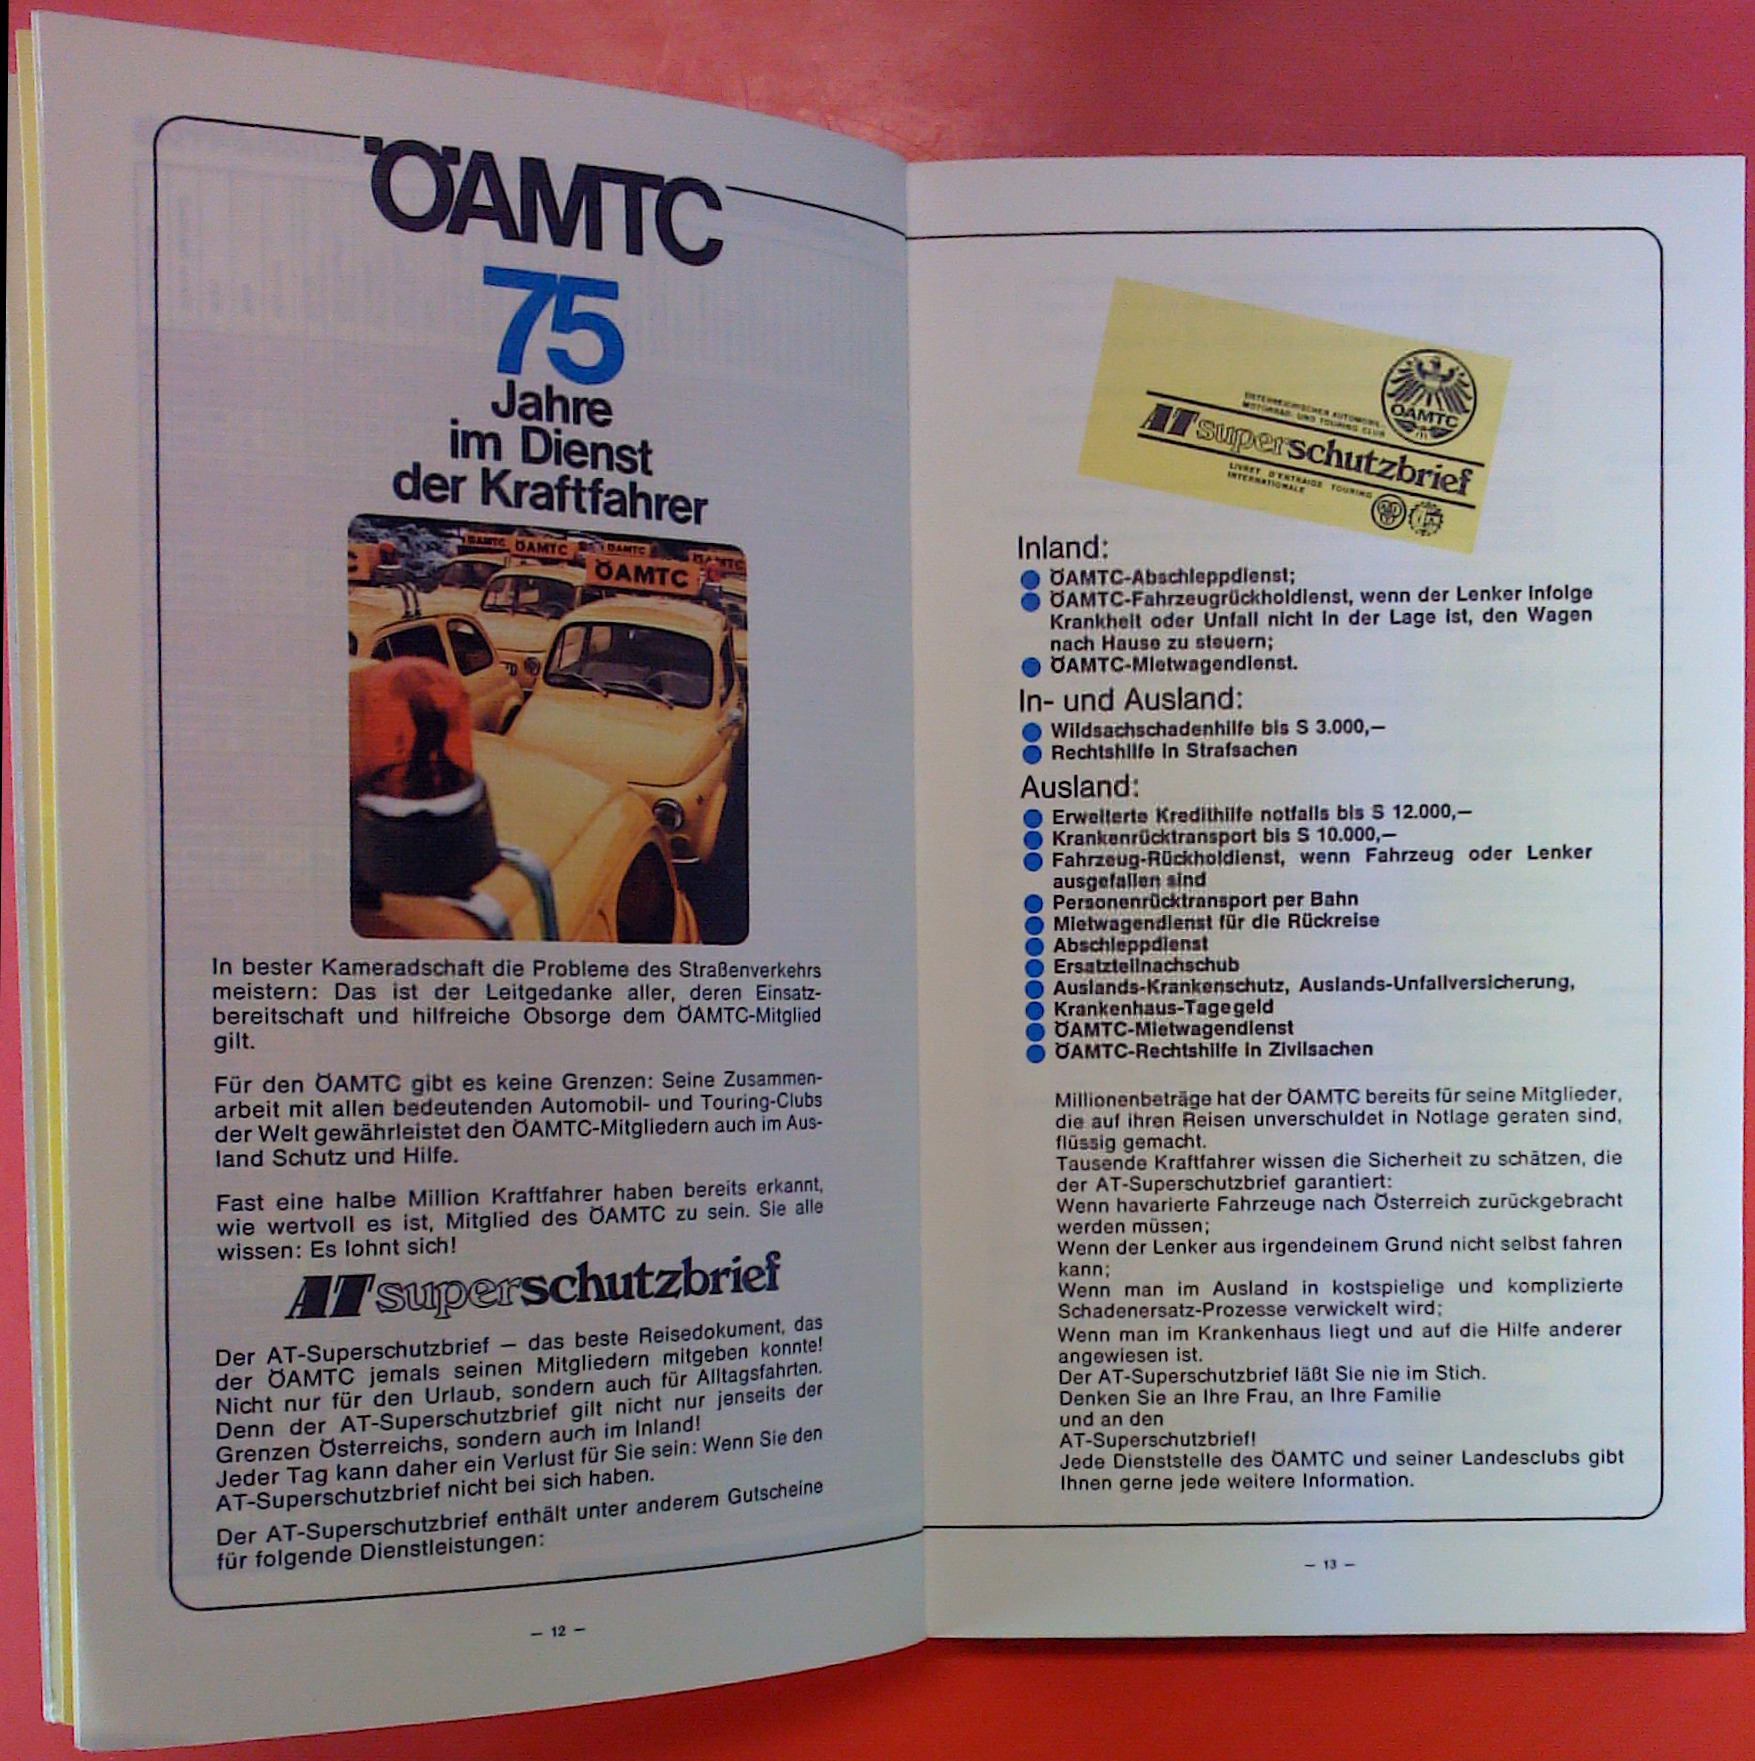 ÖAMTC
75
Jahre
im Dienst
der Kraftfahrer
ÖAMTC
ÖAMTC
ÖAMTC
In bester Kameradschaft die Probleme des Straßenverkehrs
meistern: Das ist der Leitgedanke aller, deren Einsatz-
bereitschaft und hilfreiche Obsorge dem ÖAMTC-Mitglied
gilt.
Für den ÖAMTC gibt es keine Grenzen: Seine Zusammen-
arbeit mit allen bedeutenden Automobil- und Touring-Clubs
der Welt gewährleistet den ÖAMTC-Mitgliedern auch im Aus-
land Schutz und Hilfe.
Fast eine halbe Million Kraftfahrer haben bereits erkannt,
wie wertvoll es ist, Mitglied des ÖAMTC zu sein. Sie alle
wissen: Es lohnt sich!
AT superschutzbrief
Der AT-Superschutzbrief — das beste Reisedokument, das
der ÖAMTC jemals seinen Mitgliedern mitgeben konnte!
Nicht nur für den Urlaub, sondern auch für Alltagsfahrten.
Denn der AT-Superschutzbrief gilt nicht nur jenseits der
Grenzen Österreichs, sondern auch im Inland!
Jeder Tag kann daher ein Verlust für Sie sein: Wenn Sie den
AT-Superschutzbrief nicht bei sich haben.
Der AT-Superschutzbrief enthält unter anderem Gutscheine
für folgende Dienstleistungen:
— 12 —
ÖAMTC
ÖSTERREICHISCHER AUTOMOBIL-
MOTORRAD- UND TOURING CLUB
AT superschutzbrief
LIVRET D'ENTRAIDE TOURING
INTERNATIONALE
Inland:
ÖAMTC-Abschleppdienst;
ÖAMTC-Fahrzeugrückholdienst, wenn der Lenker infolge
Krankheit oder Unfall nicht in der Lage ist, den Wagen
nach Hause zu steuern;
ÖAMTC-Mietwagendienst.
In- und Ausland:
Wildsachschadenhilfe bis S 3.000,—
Rechtshilfe in Strafsachen
Ausland:
Erweiterte Kredithilfe notfalls bis S 12.000,—
Krankenrücktransport bis S 10.000,—
Fahrzeug-Rückholdienst, wenn Fahrzeug oder Lenker
ausgefallen sind
Personenrücktransport per Bahn
Mietwagendienst für die Rückreise
Abschleppdienst
Ersatzteilnachschub
Auslands-Krankenschutz, Auslands-Unfallversicherung,
Krankenhaus-Tagegeld
ÖAMTC-Mietwagendienst
ÖAMTC-Rechtshilfe in Zivilsachen
Millionenbeträge hat der ÖAMTC bereits für seine Mitglieder,
die auf ihren Reisen unverschuldet in Notlage geraten sind,
flüssig gemacht.
Tausende Kraftfahrer wissen die Sicherheit zu schätzen, die
der AT-Superschutzbrief garantiert:
Wenn havarierte Fahrzeuge nach Österreich zurückgebracht
werden müssen;
Wenn der Lenker aus irgendeinem Grund nicht selbst fahren
kann;
Wenn man im Ausland in kostspielige und komplizierte
Schadenersatz-Prozesse verwickelt wird;
Wenn man im Krankenhaus liegt und auf die Hilfe anderer
angewiesen ist.
Der AT-Superschutzbrief läßt Sie nie im Stich.
Denken Sie an Ihre Frau, an Ihre Familie
und an den
AT-Superschutzbrief!
Jede Dienststelle des ÖAMTC und seiner Landesclubs gibt
Ihnen gerne jede weitere Information.
— 13 —